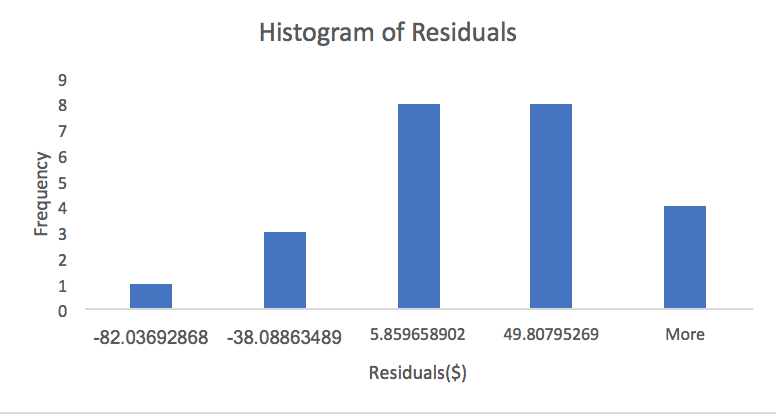 Histogram of Residuals
Frequency
9
8
7
6
5
4
3
2
1
0
-82.03692868 -38.08863489 5.859658902 49.80795269 More
Residuals($)